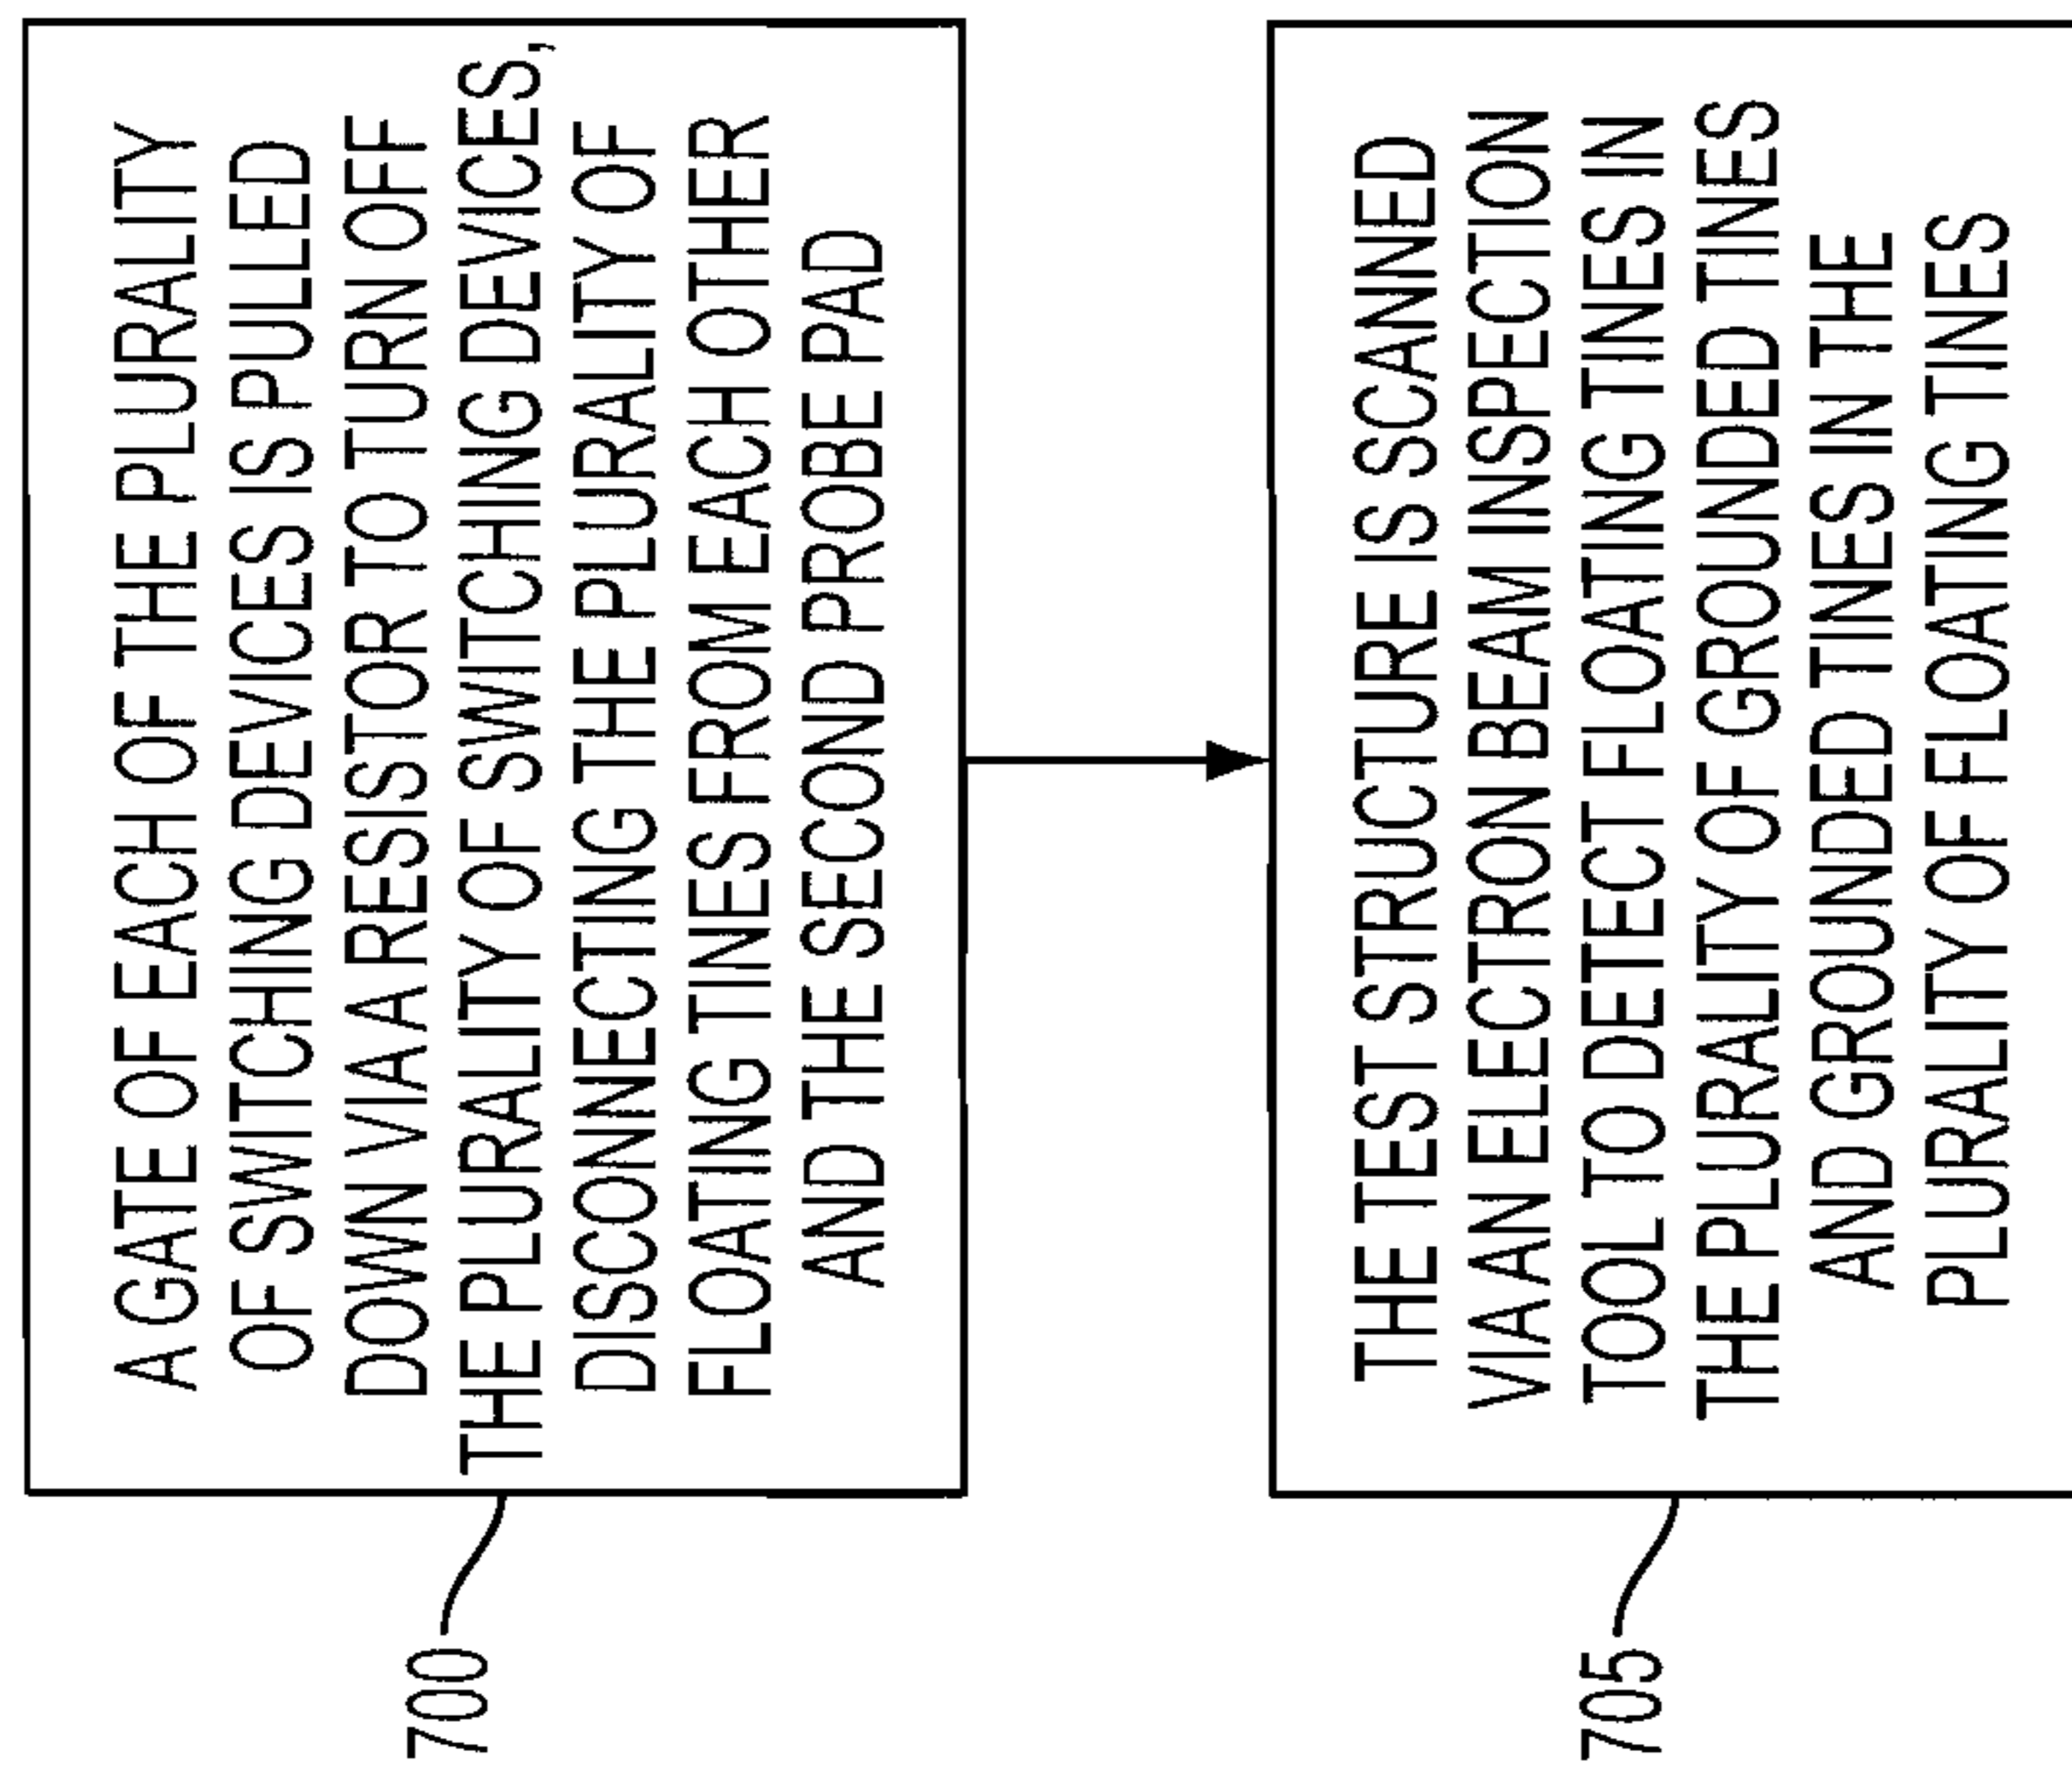 A GATE OF EACH OF THE PLURALITY
OF SWITCHING DEVICES IS PULLED
DOWN VIA A RESISTOR TO TURN OFF
THE PLURALITY OF SWITCHING DEVICES,
DISCONNECTING THE PLURALITY OF
FLOATING TINES FROM EACH OTHER
AND THE SECOND PROBE PAD
700
THE TEST STRUCTURE IS SCANNED
VIA AN ELECTRON BEAM INSPECTION
TOOL TO DETECT FLOATING TINES IN
THE PLURALITY OF GROUNDED TINES
AND GROUNDED TINES IN THE
PLURALITY OF FLOATING TINES
705